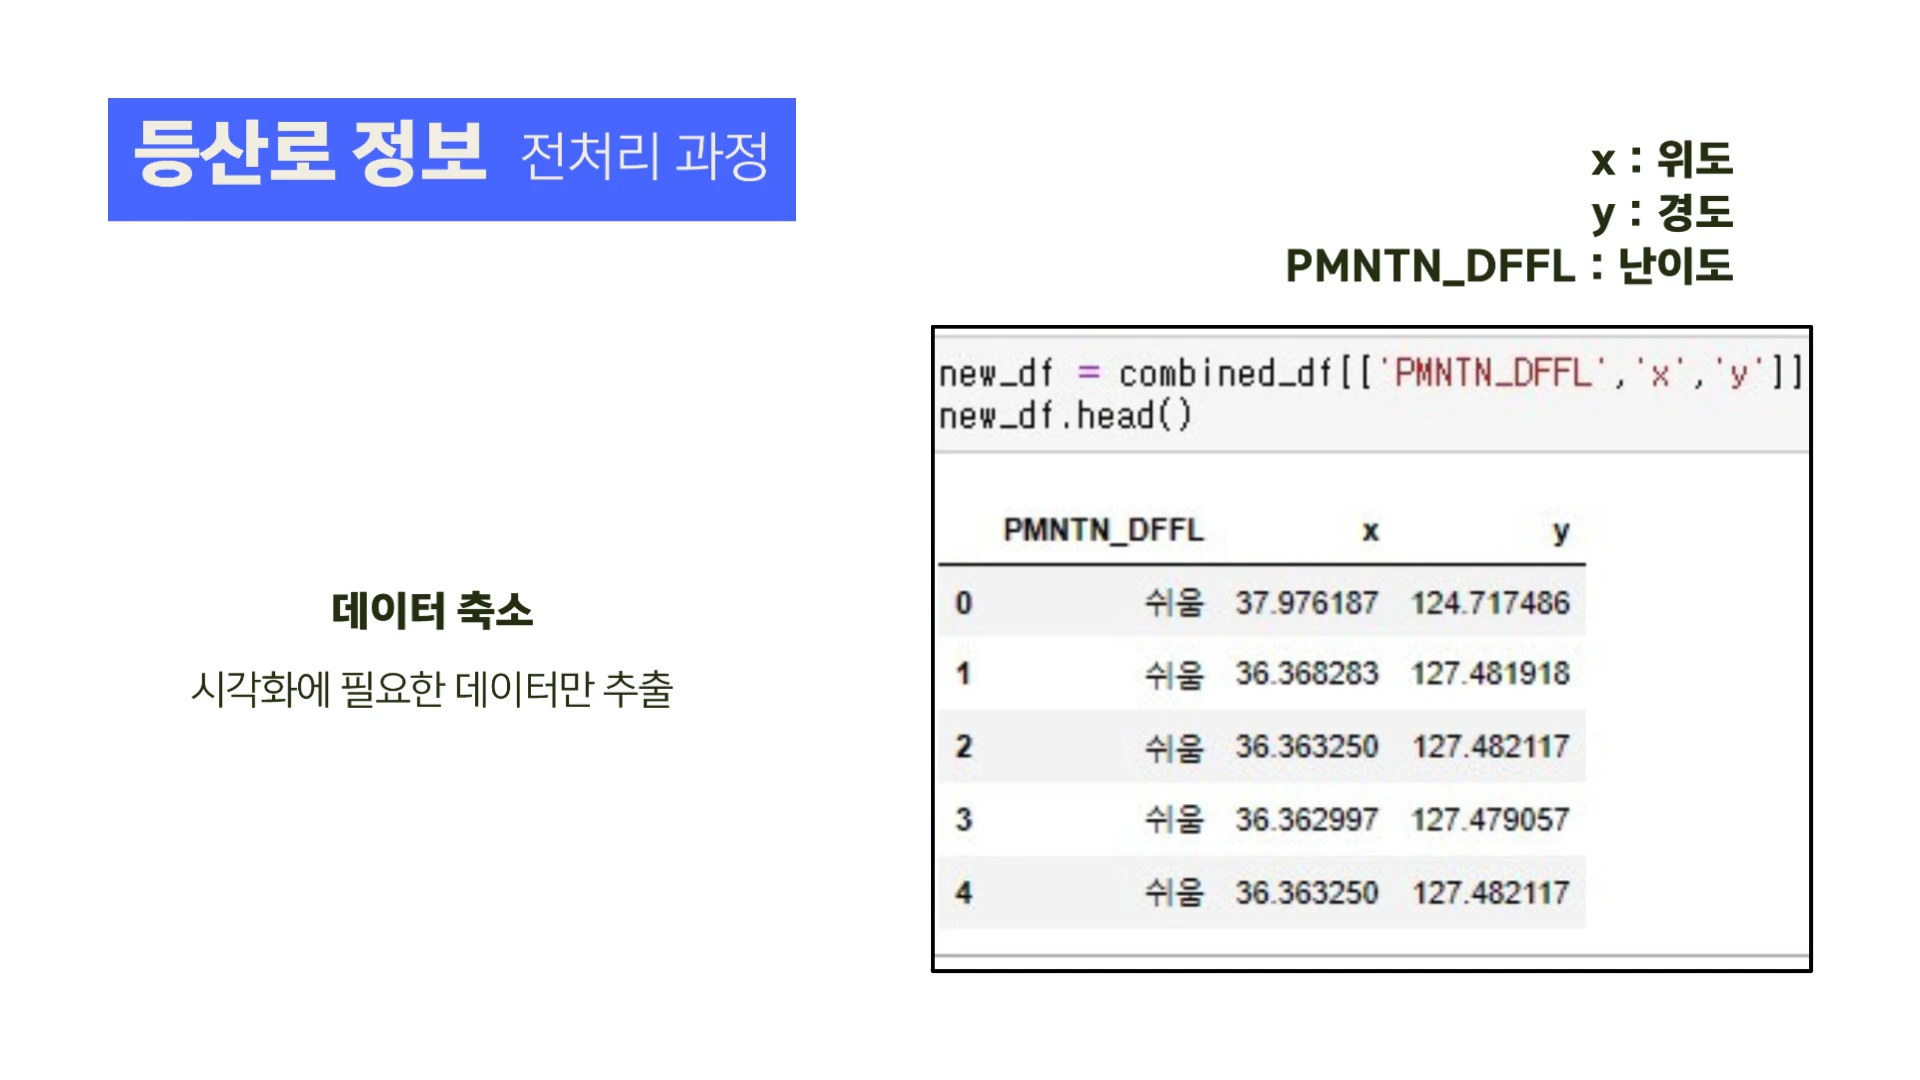 등산로 정보 전처리 과정
x : 위도
y : 경도
PMNTN_DFFL : 난이도
데이터 축소
시각화에 필요한 데이터만 추출
new_df = combined_df[['PMNTN_DFFL','x','y']]
new_df.head()
PMNTN_DFFL x y
0 쉬움 37.976187 124.717486
1 쉬움 36.368283 127.481918
2 쉬움 36.363250 127.482117
3 쉬움 36.362997 127.479057
4 쉬움 36.363250 127.482117